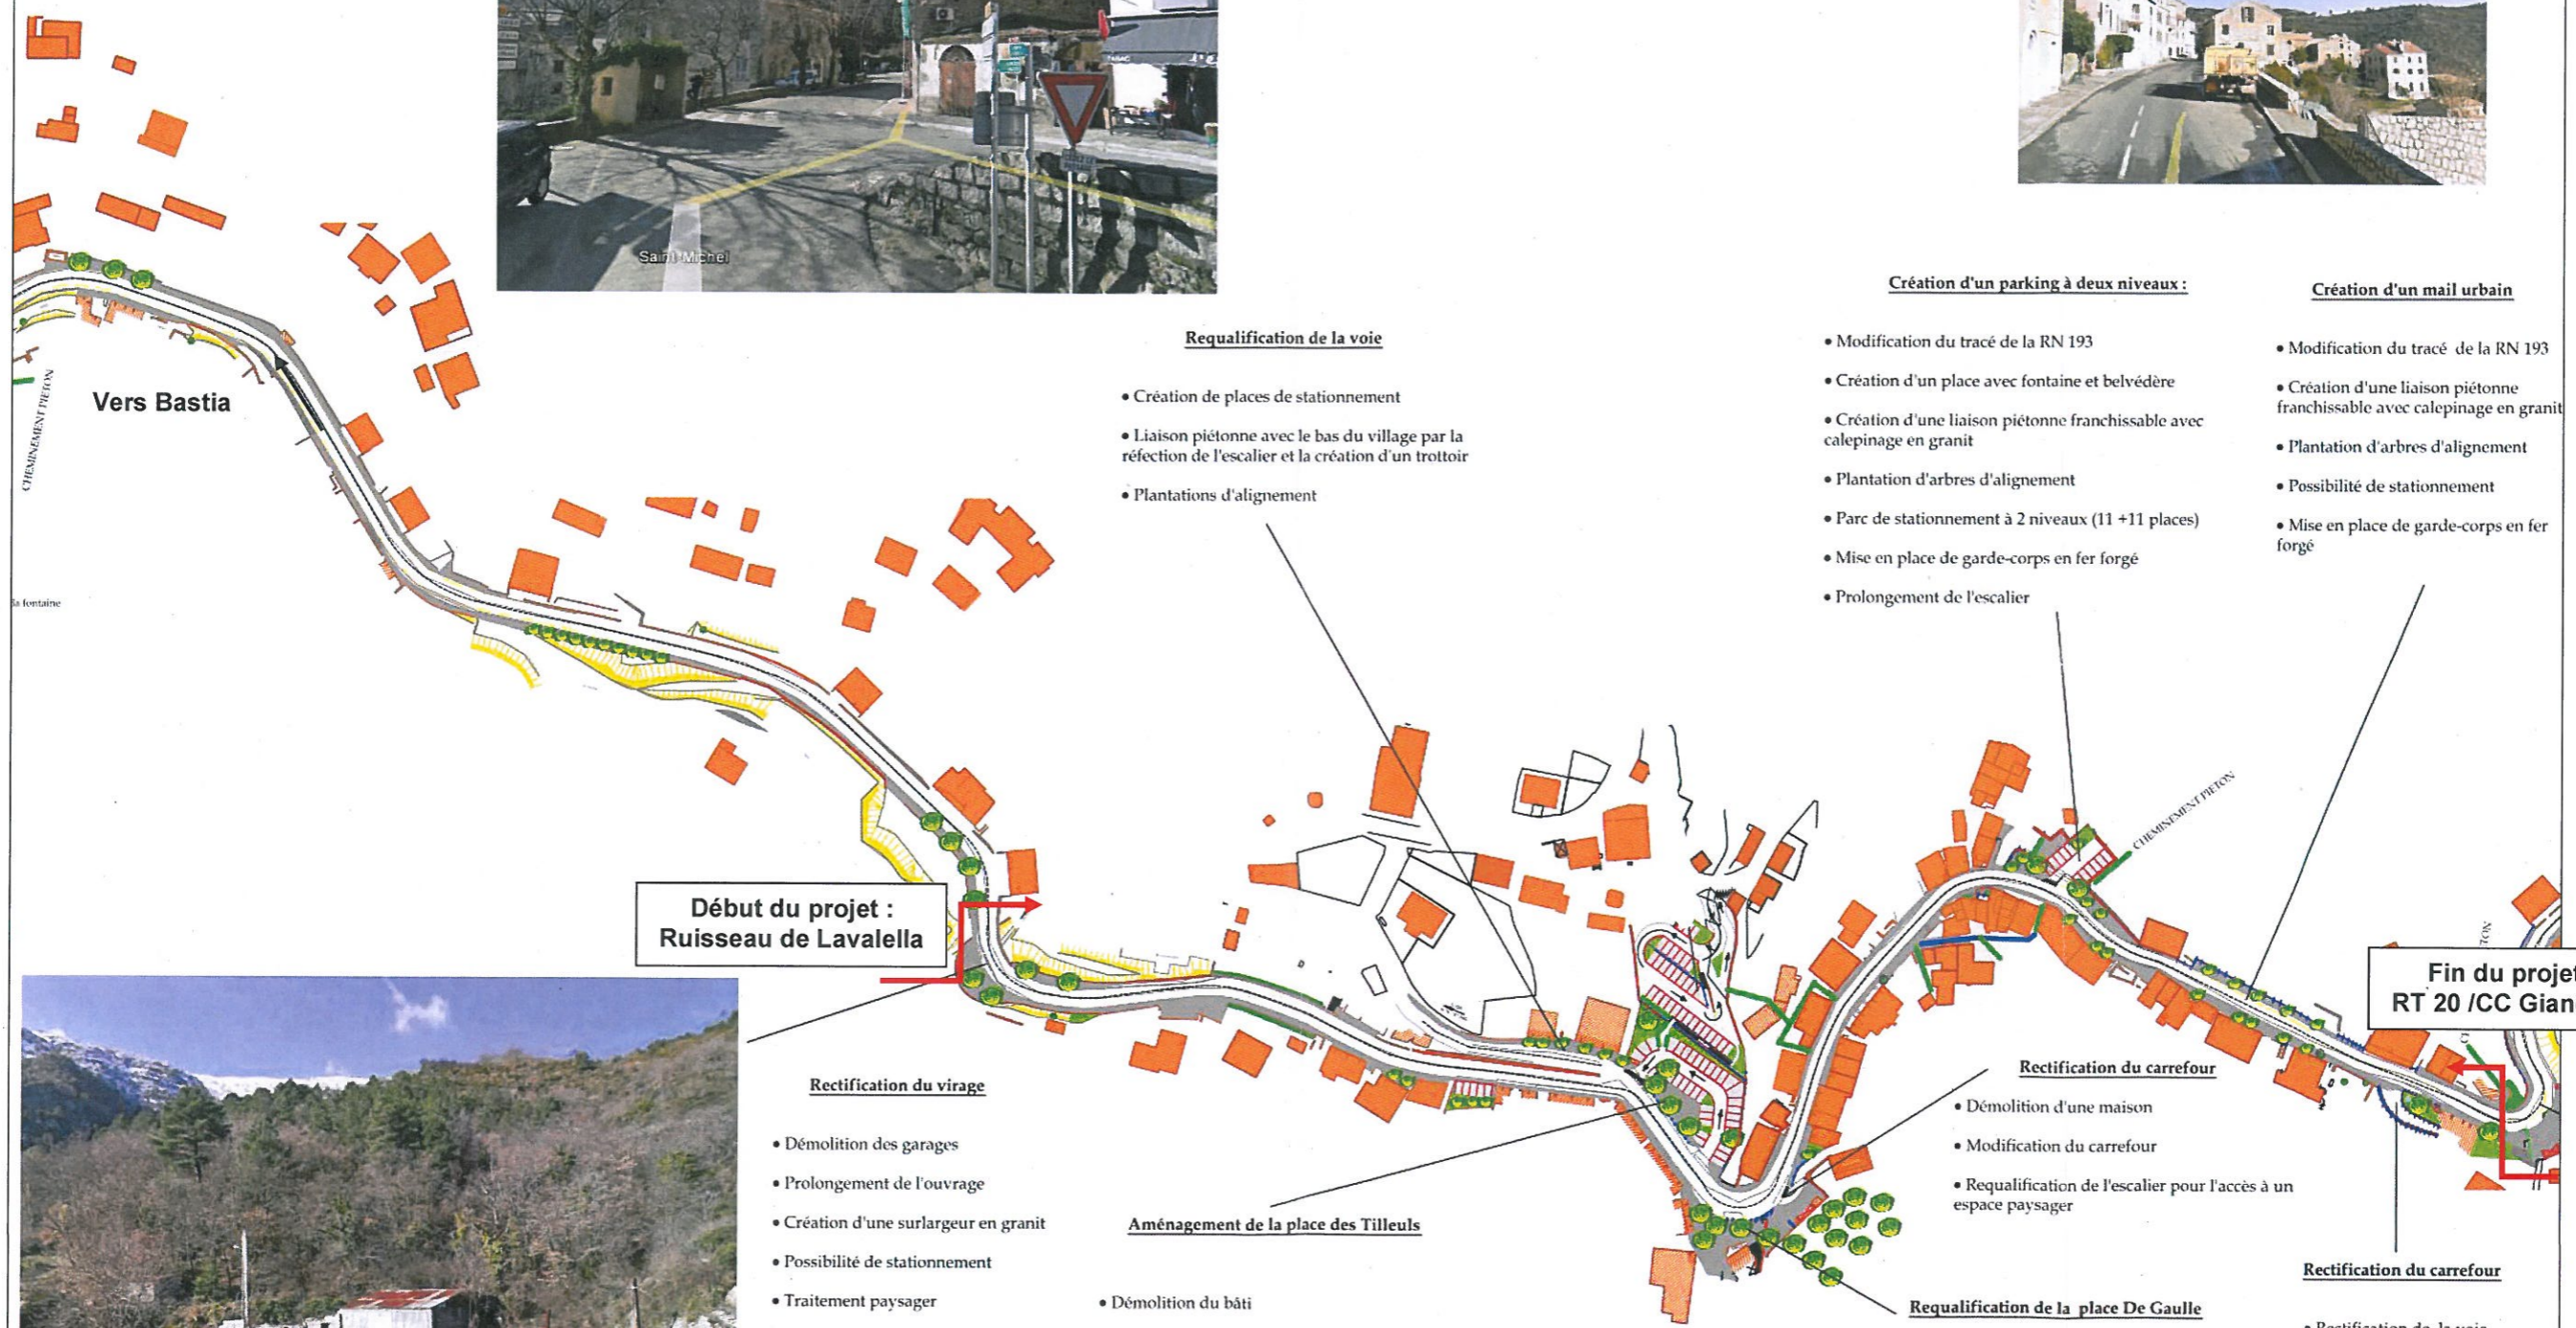 TABAC
Saint-Michel
Vers Bastia
CHEMINEMENT PIETON
la fontaine
Requalification de la voie
• Création de places de stationnement
• Liaison piétonne avec le bas du village par la
réfection de l'escalier et la création d'un trottoir
• Plantations d'alignement
Création d'un parking à deux niveaux :
• Modification du tracé de la RN 193
• Création d'un place avec fontaine et belvédère
• Création d'une liaison piétonne franchissable avec
calepinage en granit
• Plantation d'arbres d'alignement
• Parc de stationnement à 2 niveaux (11 +11 places)
• Mise en place de garde-corps en fer forgé
• Prolongement de l'escalier
Création d'un mail urbain
• Modification du tracé de la RN 193
• Création d'une liaison piétonne
franchissable avec calepinage en granit
• Plantation d'arbres d'alignement
• Possibilité de stationnement
• Mise en place de garde-corps en fer
forgé
CHEMINEMENT PIETON
Début du projet :
Ruisseau de Lavalella
TON
Fin du projet
RT 20 /CC Gian
Rectification du virage
• Démolition des garages
• Prolongement de l'ouvrage
• Création d'une surlargeur en granit
• Possibilité de stationnement
• Traitement paysager
Aménagement de la place des Tilleuls
• Démolition du bâti
Rectification du carrefour
• Démolition d'une maison
• Modification du carrefour
• Requalification de l'escalier pour l'accès à un
espace paysager
Requalification de la place De Gaulle
Rectification du carrefour
• Rectification de la voie